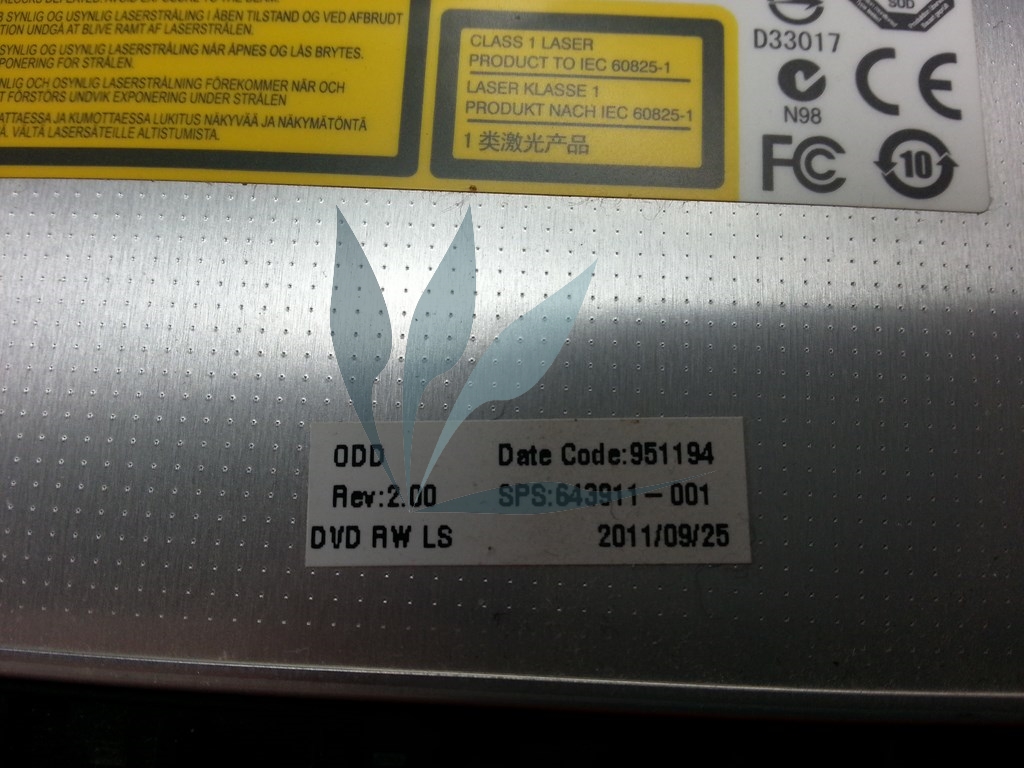 B SYNLIG OG USYNLIG LASERSTRÅLING I ÅBEN TILSTAND OG VED AFBRUDT
UNDGÅ AT BLIVE RAMT AF LASERSTRÅLEN.
SYNLIG OG USYNLIG LASERSTRÅLING NÅR ÅPNES OG LÅS BRYTES.
FOR STRÅLEN.
OCH OSYNLIG LASERSTRÅLNING FÖREKOMMER NÄR OCH
FÖRSTÖRS UNDVIK EXPONERING UNDER STRÅLEN
JA KUMOTTAESSA LUKITUS NÄKYVÄÄ JA NÄKYMÄTÖNTÄ
VÄLTÄ LASERSÄTEILLE ALTISTUMISTA.
CLASS 1 LASER
PRODUCT TO IEC 60825-1
LASER KLASSE 1
PRODUKT NACH IEC 60825-1
1 类激光产品
SUD
D33017
CE
N98
FC
10
ODD
Date Code:951194
Rev:2.00
SPS:643911-001
DVD RW LS
2011/09/25